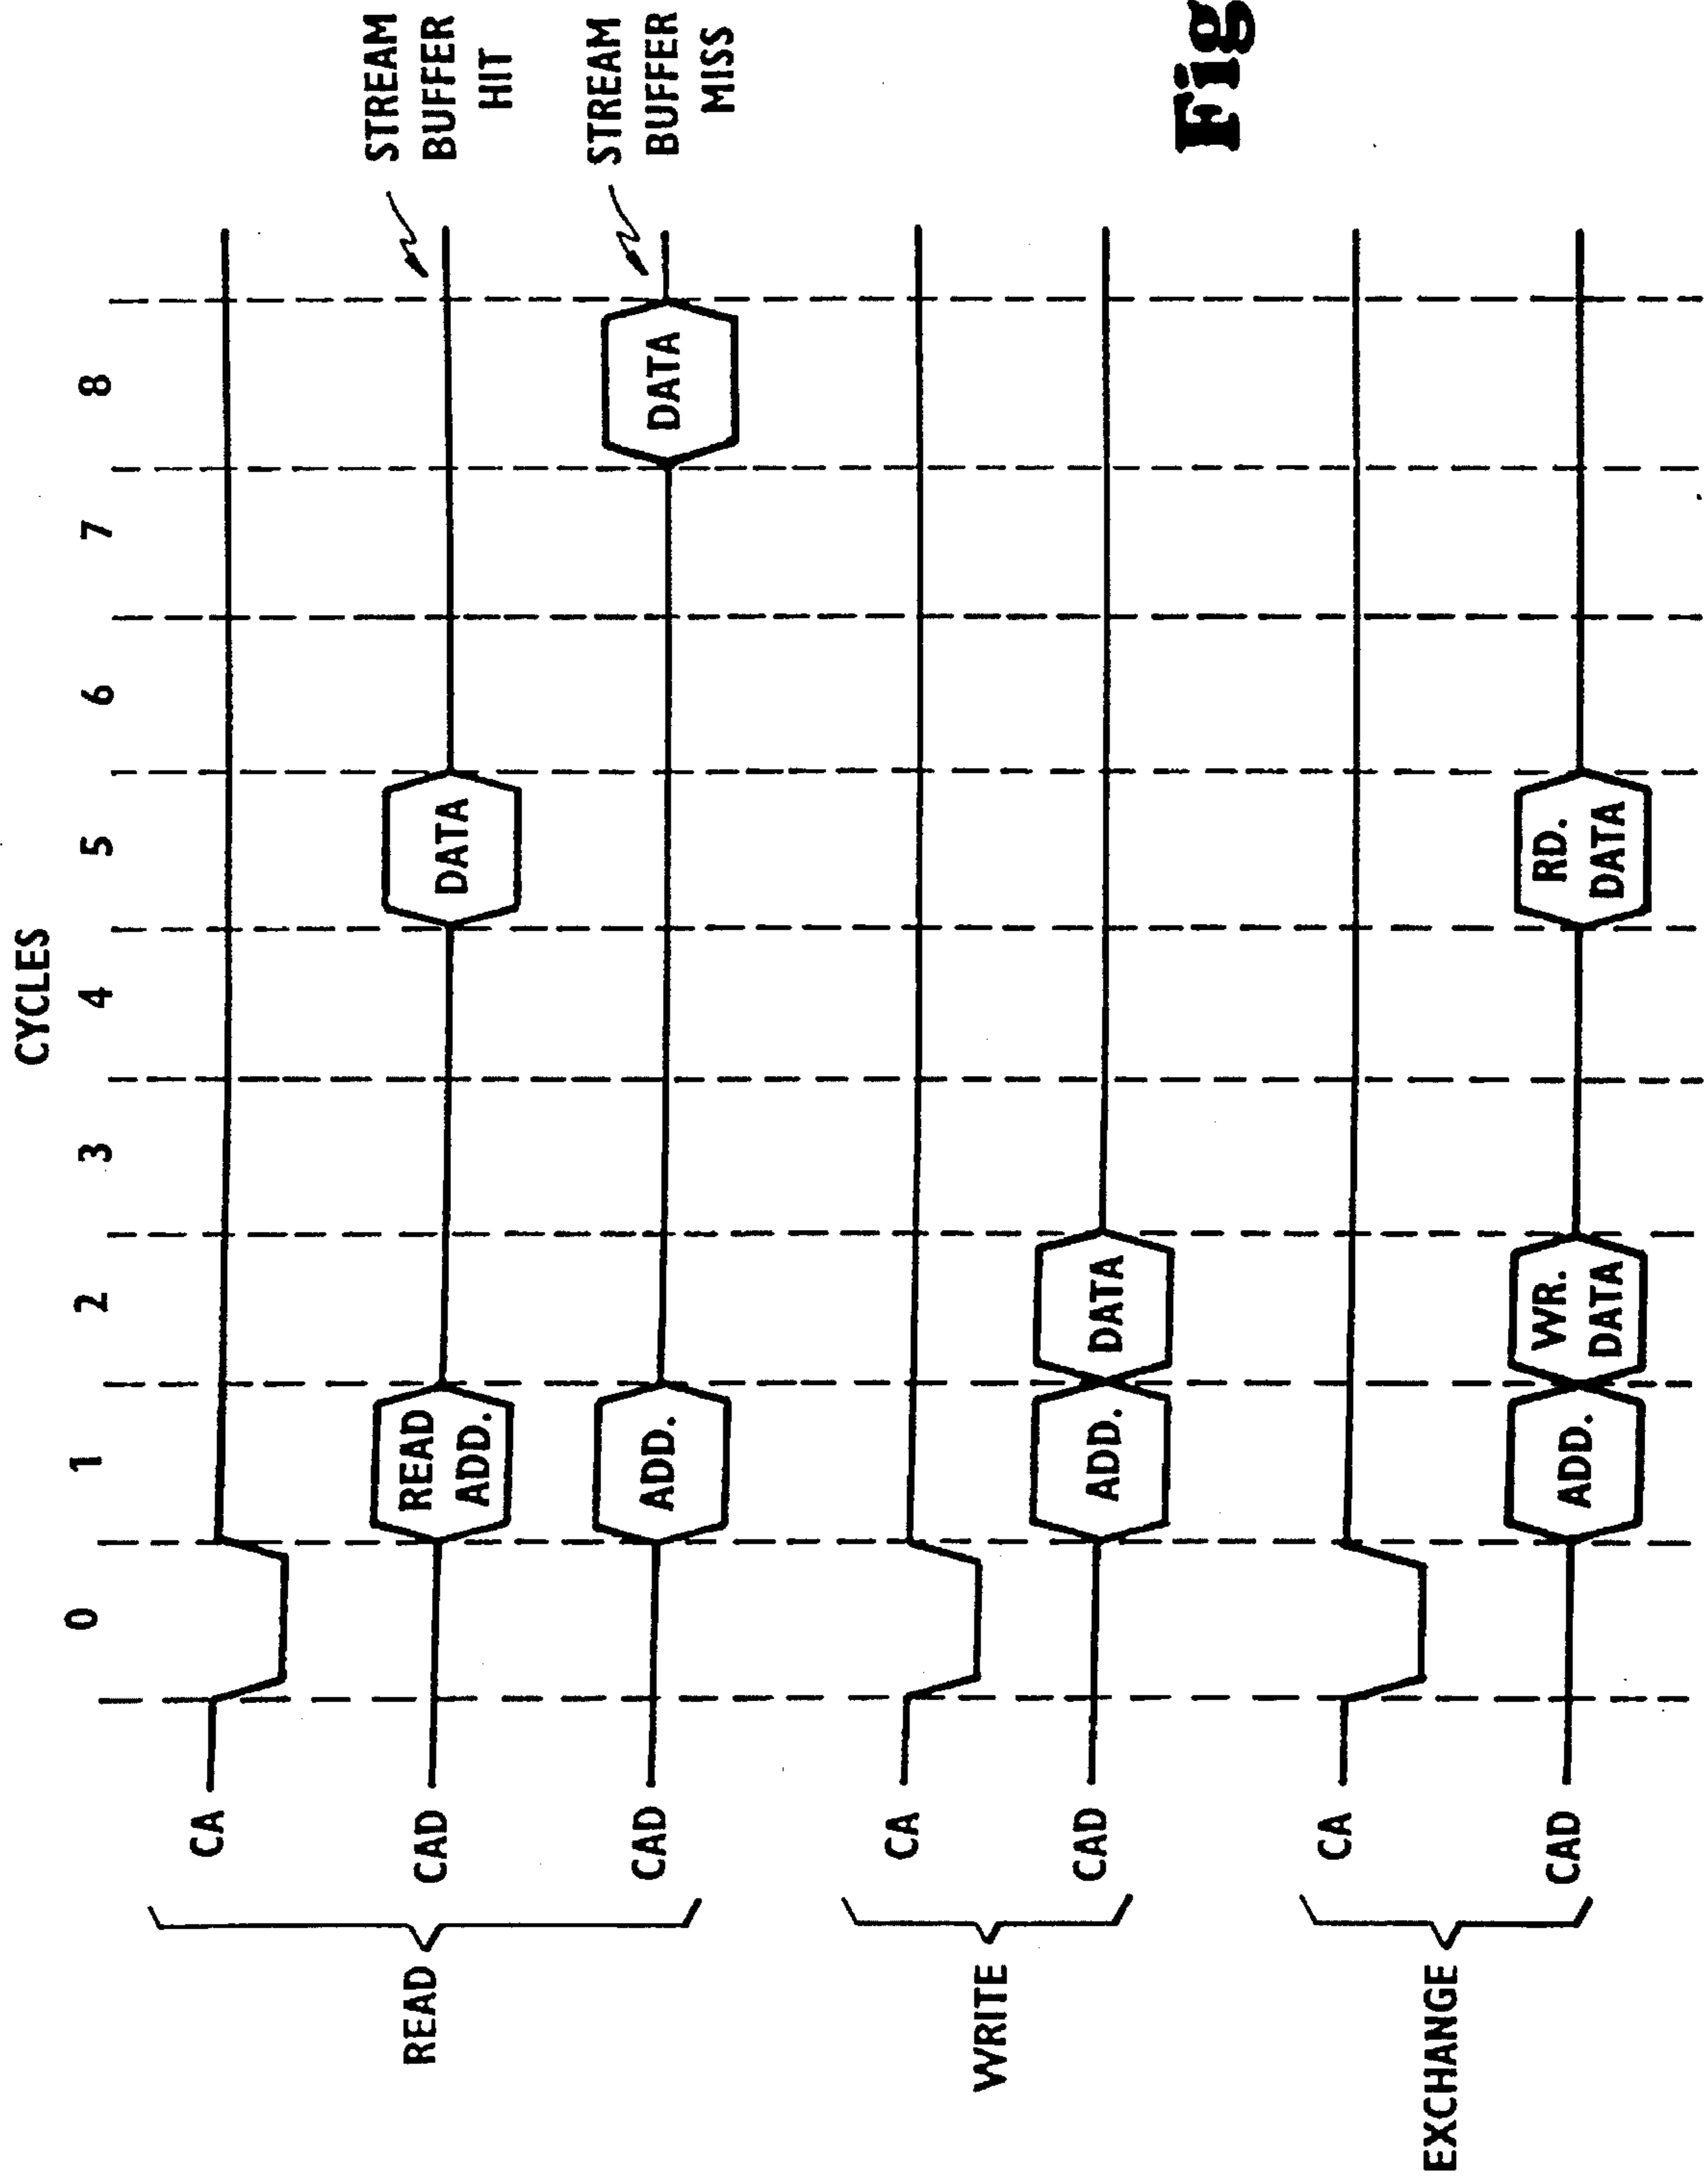 CYCLES
0 1 2 3 4 5 6 7 8
READ
CA
CAD
READ
ADD.
DATA
STREAM
BUFFER
HIT
CAD
ADD.
DATA
STREAM
BUFFER
MISS
WRITE
CA
CAD
ADD.
DATA
EXCHANGE
CA
CAD
ADD.
WR.
DATA
RD.
DATA
Fig